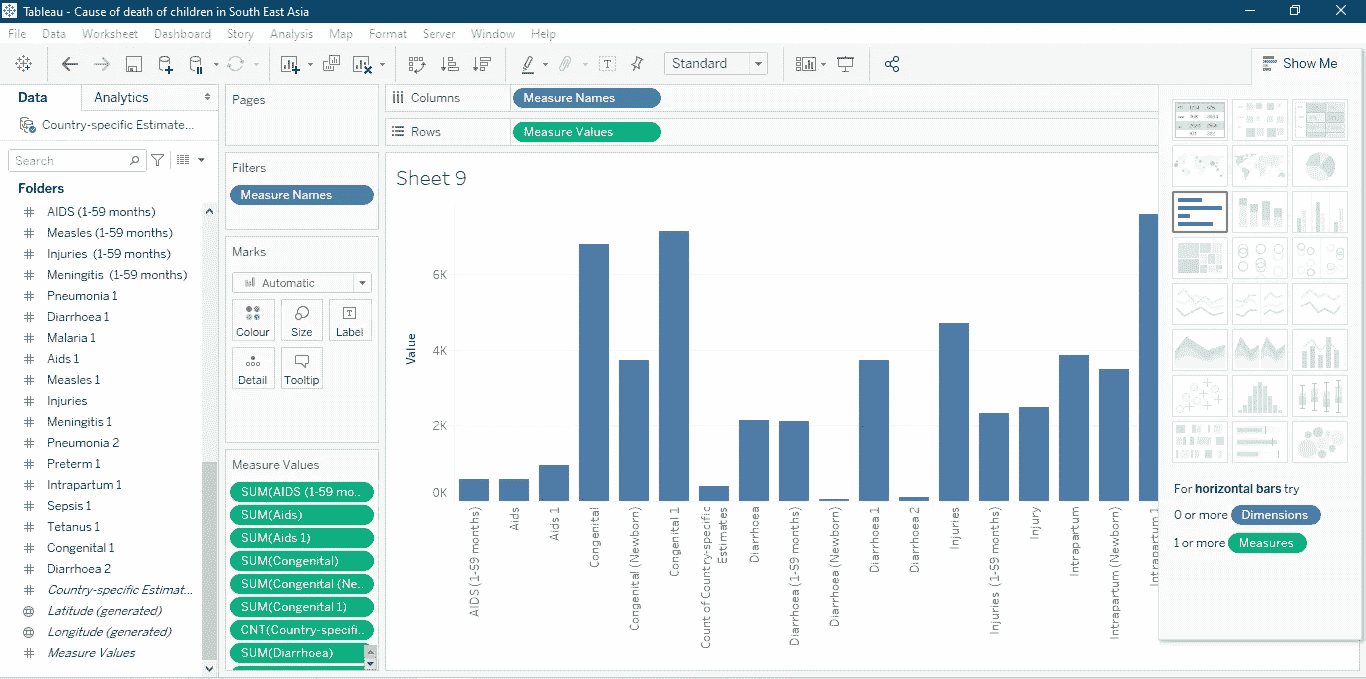 Tableau - Cause of death of children in South East Asia
File Data Worksheet Dashboard Story Analysis Map Format Server Window Help
Standard
Show Me
Data Analytics
Country-specific Estimate...
Search
Folders
AIDS (1-59 months)
Measles (1-59 months)
Injuries (1-59 months)
Meningitis (1-59 months)
Pneumonia 1
Diarrhoea 1
Malaria 1
Aids 1
Measles 1
Injuries
Meningitis 1
Pneumonia 2
Preterm 1
Intrapartum 1
Sepsis 1
Tetanus 1
Congenital 1
Diarrhoea 2
Country-specific Estimat...
Latitude (generated)
Longitude (generated)
Measure Values
Pages
Filters
Measure Names
Marks
Automatic
Colour Size Label
Detail Tooltip
Measure Values
SUM(AIDS (1-59 mo..
SUM(Aids)
SUM(Aids 1)
SUM(Congenital)
SUM(Congenital (Ne..
SUM(Congenital 1)
CNT(Country-specifi..
SUM(Diarrhoea)
Columns Measure Names
Rows Measure Values
Sheet 9
Value
6K
4K
2K
0K
AIDS (1-59 months)
Aids
Aids 1
Congenital
Congenital (Newborn)
Congenital 1
Count of Country-specific
Estimates
Diarrhoea
Diarrhoea (1-59 months)
Diarrhoea (Newborn)
Diarrhoea 1
Diarrhoea 2
Injuries
Injuries (1-59 months)
Injury
Intrapartum
Intrapartum (Newborn)
Intrapartum 1
For horizontal bars try
0 or more Dimensions
1 or more Measures